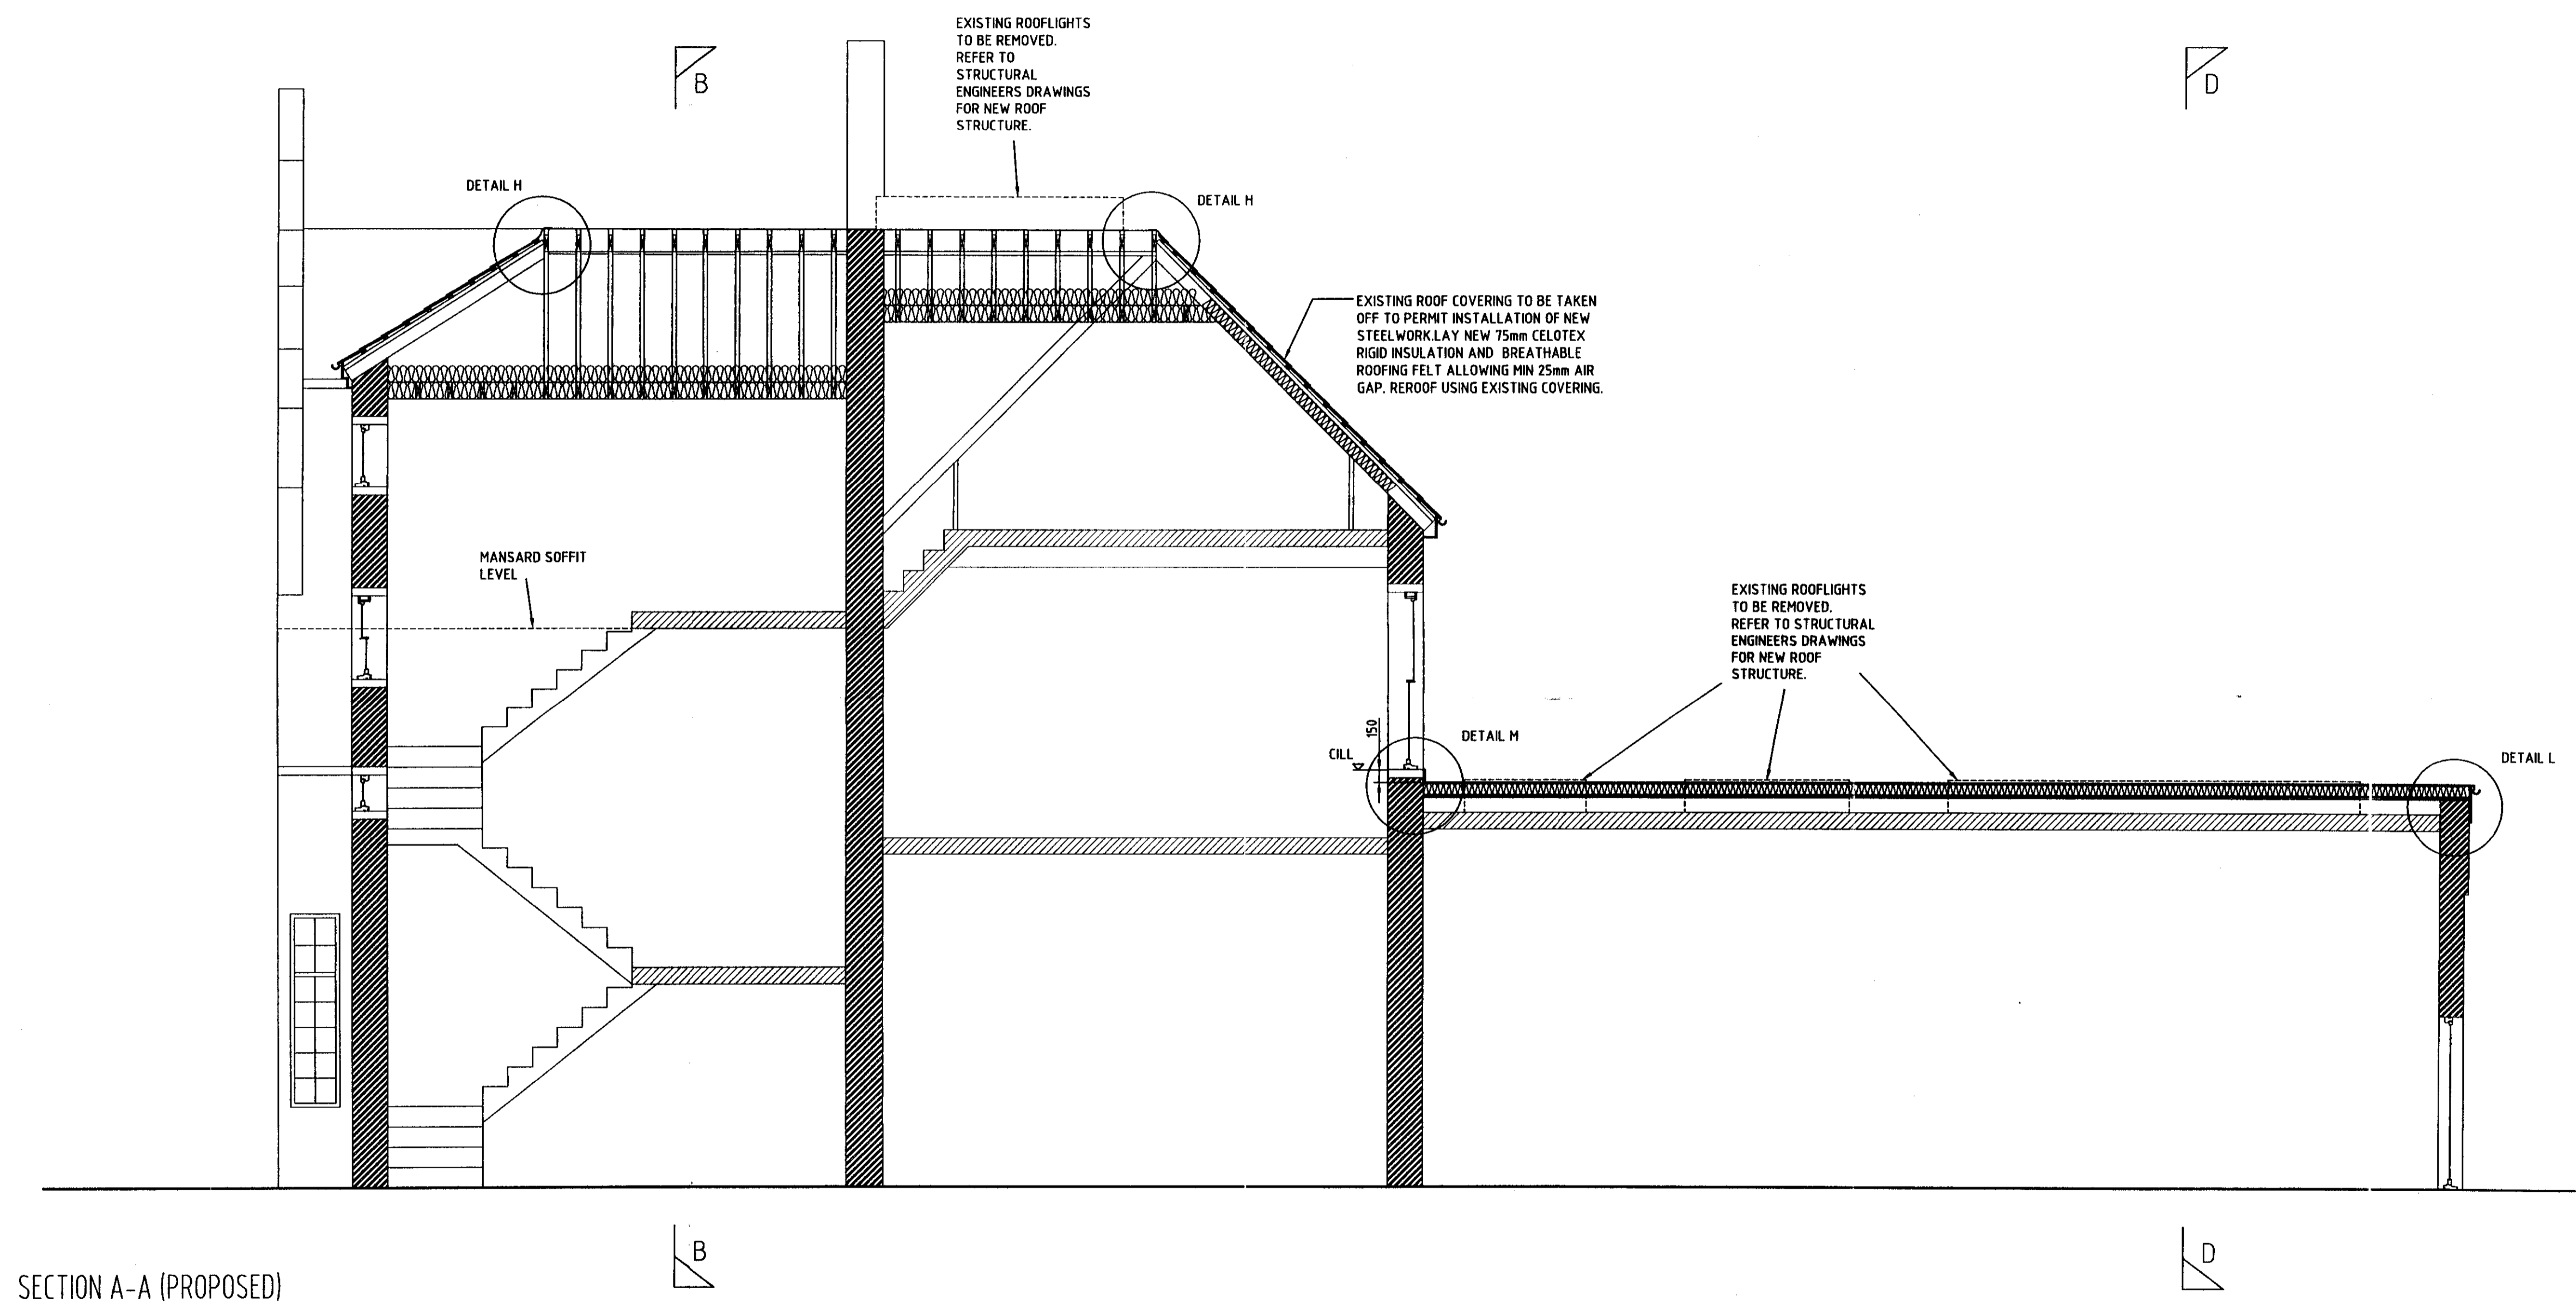 EXISTING ROOFLIGHTS
TO BE REMOVED.
REFER TO
STRUCTURAL
ENGINEERS DRAWINGS
FOR NEW ROOF
STRUCTURE.
B
D
DETAIL H
DETAIL H
EXISTING ROOF COVERING TO BE TAKEN
OFF TO PERMIT INSTALLATION OF NEW
STEELWORK.LAY NEW 75mm CELOTEX
RIGID INSULATION AND BREATHABLE
ROOFING FELT ALLOWING MIN 25mm AIR
GAP. REROOF USING EXISTING COVERING.
MANSARD SOFFIT
LEVEL
EXISTING ROOFLIGHTS
TO BE REMOVED.
REFER TO STRUCTURAL
ENGINEERS DRAWINGS
FOR NEW ROOF
STRUCTURE.
150
CILL
DETAIL M
DETAIL L
B
D
SECTION A-A (PROPOSED)